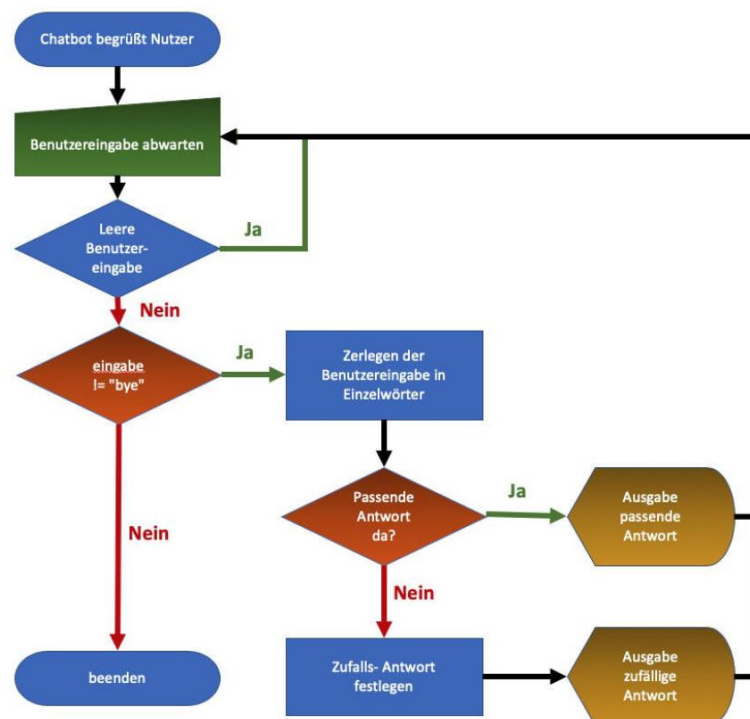 Chatbot begrüßt Nutzer
Benutzereingabe abwarten
Leere
Benutzer-
eingabe
Ja
Nein
eingabe
!= "bye"
Ja
Zerlegen der
Benutzereingabe in
Einzelwörter
Passende
Antwort
da?
Ja
Ausgabe
passende
Antwort
Nein
Nein
beenden
Zufalls- Antwort
festlegen
Ausgabe
zufällige
Antwort